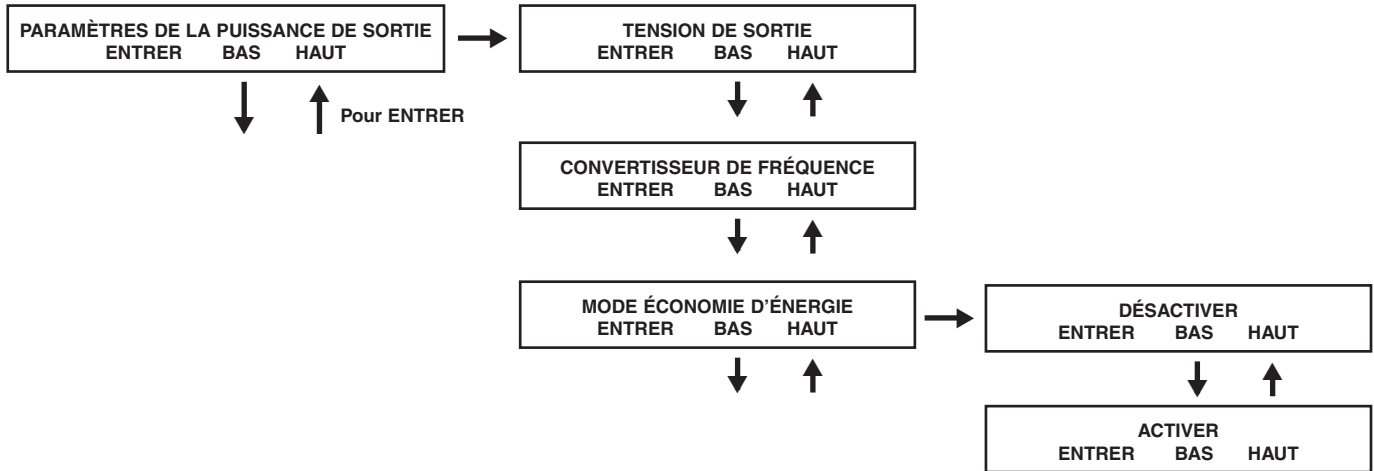 PARAMÈTRES DE LA PUISSANCE DE SORTIE
ENTRER BAS HAUT
Pour ENTRER
TENSION DE SORTIE
ENTRER BAS HAUT
CONVERTISSEUR DE FRÉQUENCE
ENTRER BAS HAUT
MODE ÉCONOMIE D'ÉNERGIE
ENTRER BAS HAUT
DÉSACTIVER
ENTRER BAS HAUT
ACTIVER
ENTRER BAS HAUT